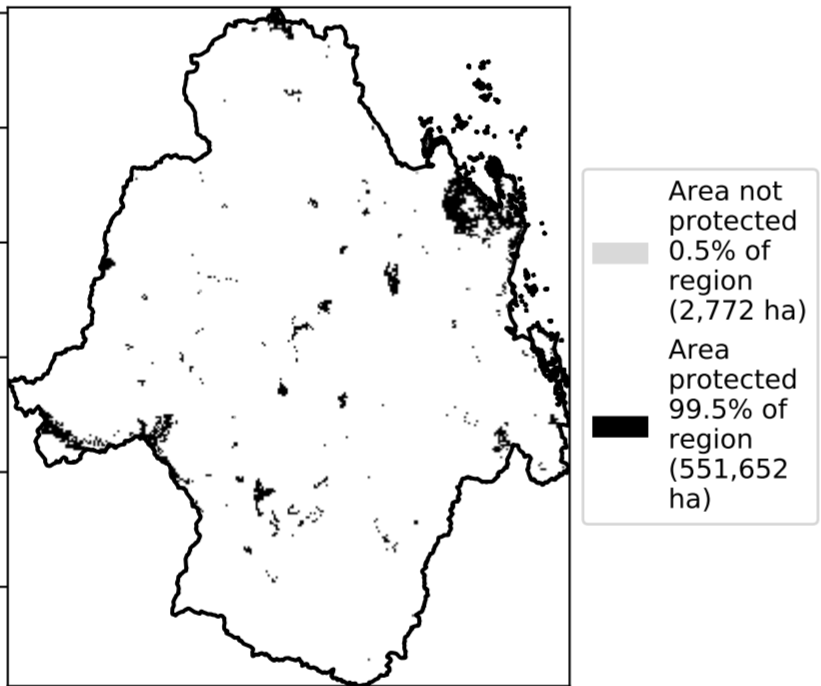 Area not
protected
0.5% of
region
(2,772 ha)
Area
protected
99.5% of
region
(551,652
ha)